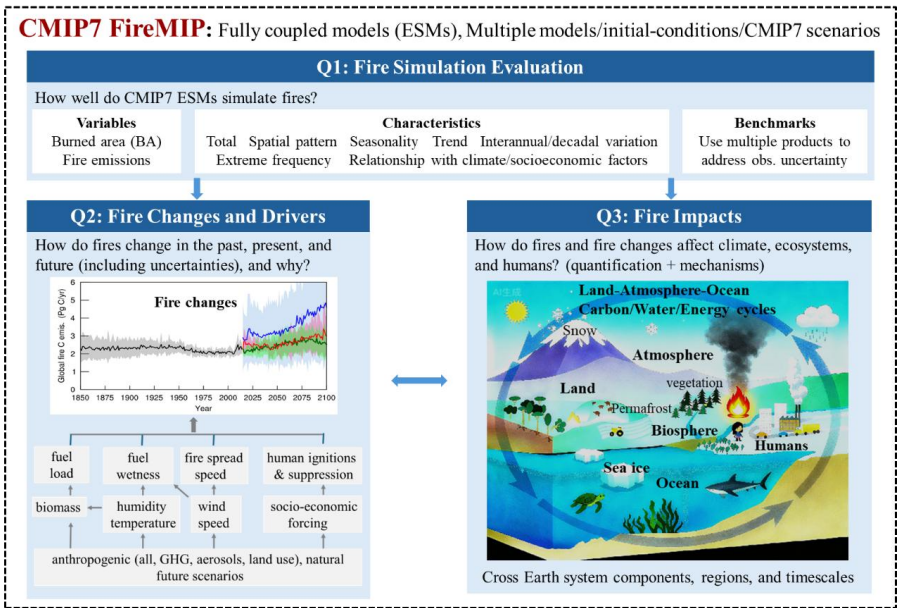 CMIP7 FireMIP: Fully coupled models (ESMs), Multiple models/initial-conditions/CMIP7 scenarios
Q1: Fire Simulation Evaluation
How well do CMIP7 ESMs simulate fires?
Variables
Burned area (BA)
Fire emissions
Characteristics
Total Spatial pattern Seasonality Trend Interannual/decadal variation
Extreme frequency Relationship with climate/socioeconomic factors
Benchmarks
Use multiple products to
address obs. uncertainty
Q2: Fire Changes and Drivers
How do fires change in the past, present, and
future (including uncertainties), and why?
Fire changes
Global fire C emis. (Pg C/yr)
6
5
4
3
2
1
0
1850 1875 1900 1925 1950 1975 2000 2025 2050 2075 2100
Year
fuel
load
fuel
wetness
fire spread
speed
human ignitions
& suppression
biomass
humidity
temperature
wind
speed
socio-economic
forcing
anthropogenic (all, GHG, aerosols, land use), natural
future scenarios
Q3: Fire Impacts
How do fires and fire changes affect climate, ecosystems,
and humans? (quantification + mechanisms)
Land-Atmosphere-Ocean
Carbon/Water/Energy cycles
Snow
Atmosphere
Land
vegetation
Permafrost
Biosphere
Humans
Sea ice
Ocean
Cross Earth system components, regions, and timescales